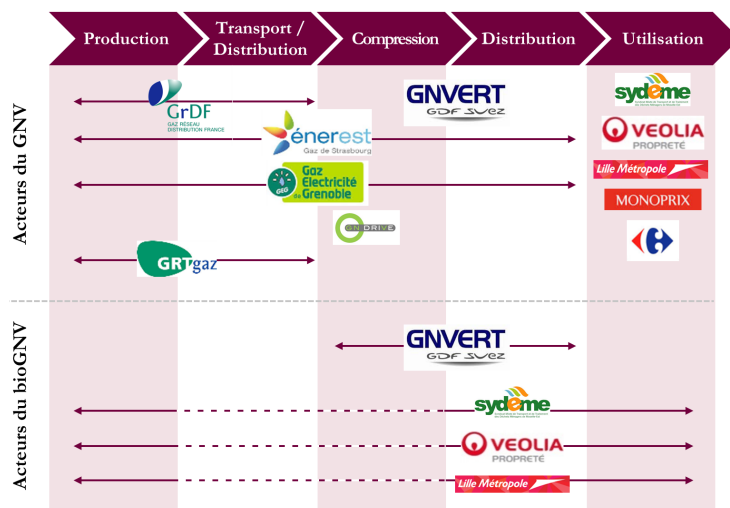 Production
Transport /
Distribution
Compression
Distribution
Utilisation
Acteurs du GNV
GrDF
GAZ RÉSEAU
DISTRIBUTION FRANCE
GNVERT
GDF SUEZ
sydeme
énerest
Gaz de Strasbourg
VEOLIA
PROPRETÉ
GEG
Gaz
Electricité
de Grenoble
Lille Métropole
MONOPRIX
GNDRIVE
GRTgaz
Acteurs du bioGNV
GNVERT
GDF SUEZ
sydeme
VEOLIA
PROPRETÉ
Lille Métropole